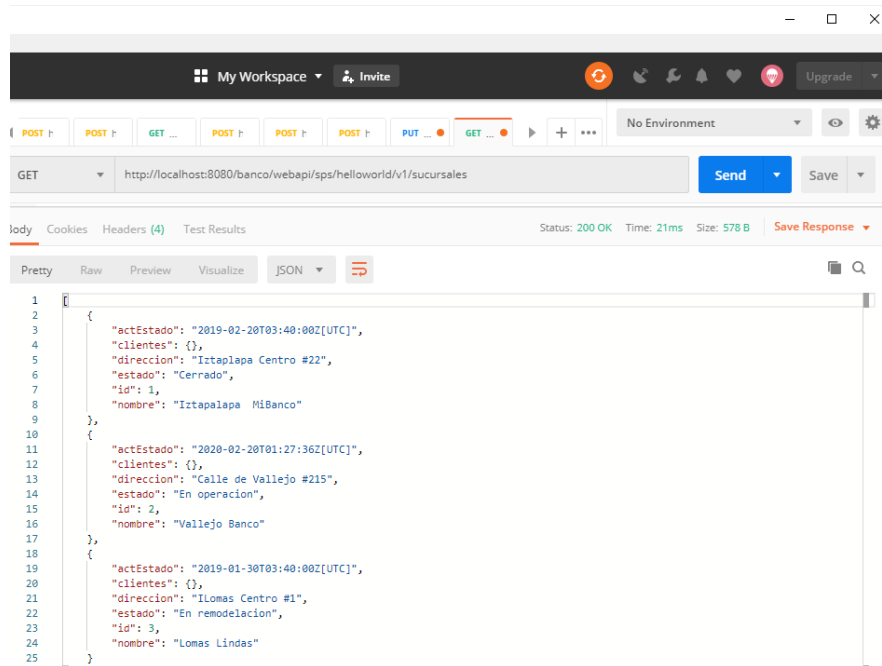 My Workspace Invite Upgrade
POST POST GET ... POST POST POST PUT ... GET ... No Environment
GET http://localhost:8080/banco/webapi/sps/helloworld/v1/sucursales Send Save
Body Cookies Headers (4) Test Results Status: 200 OK Time: 21ms Size: 578 B Save Response
Pretty Raw Preview Visualize JSON
1 [
2 {
3 "actEstado": "2019-02-20T03:40:00Z[UTC]",
4 "clientes": {},
5 "direccion": "Iztaplapa Centro #22",
6 "estado": "Cerrado",
7 "id": 1,
8 "nombre": "Iztapalapa  MiBanco"
9 },
10 {
11 "actEstado": "2020-02-20T01:27:36Z[UTC]",
12 "clientes": {},
13 "direccion": "Calle de Vallejo #215",
14 "estado": "En operacion",
15 "id": 2,
16 "nombre": "Vallejo Banco"
17 },
18 {
19 "actEstado": "2019-01-30T03:40:00Z[UTC]",
20 "clientes": {},
21 "direccion": "ILomas Centro #1",
22 "estado": "En remodelacion",
23 "id": 3,
24 "nombre": "Lomas Lindas"
25 }